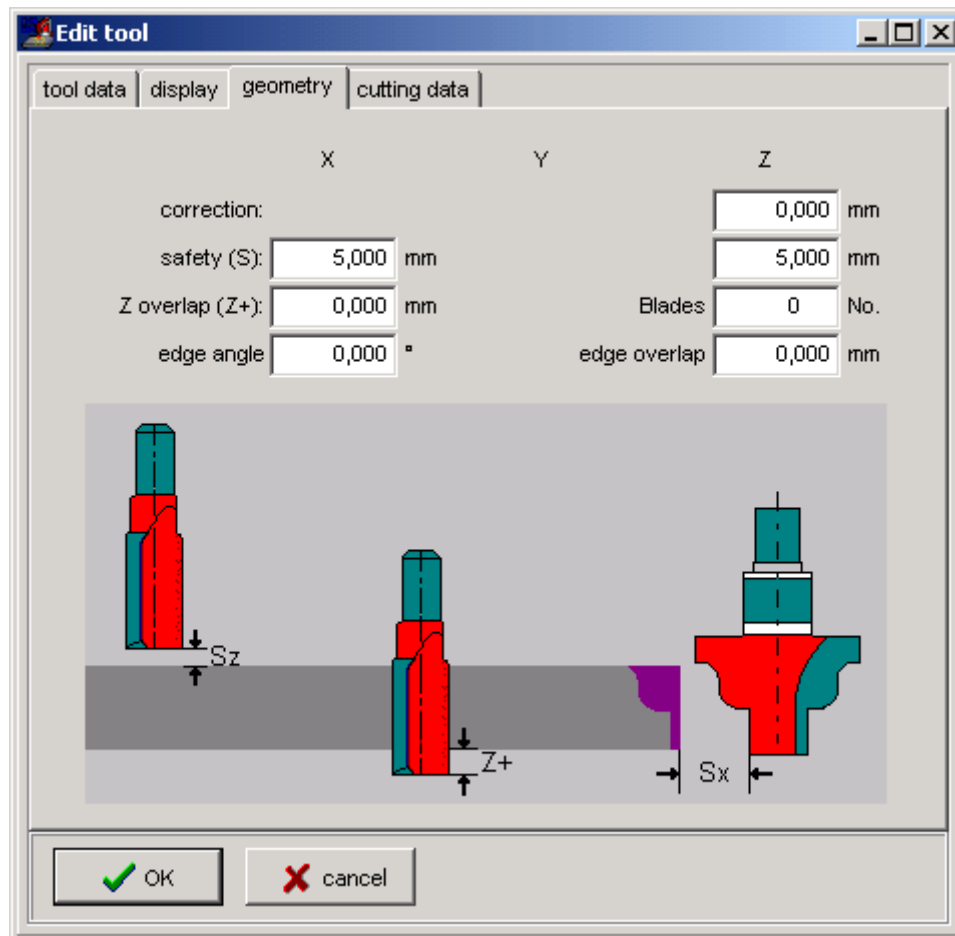 Edit tool
tool data display geometry cutting data
X Y Z
correction: 0,000 mm
safety (S): 5,000 mm 5,000 mm
Z overlap (Z+): 0,000 mm Blades 0 No.
edge angle 0,000 ° edge overlap 0,000 mm
Sz
Z+
Sx
OK cancel